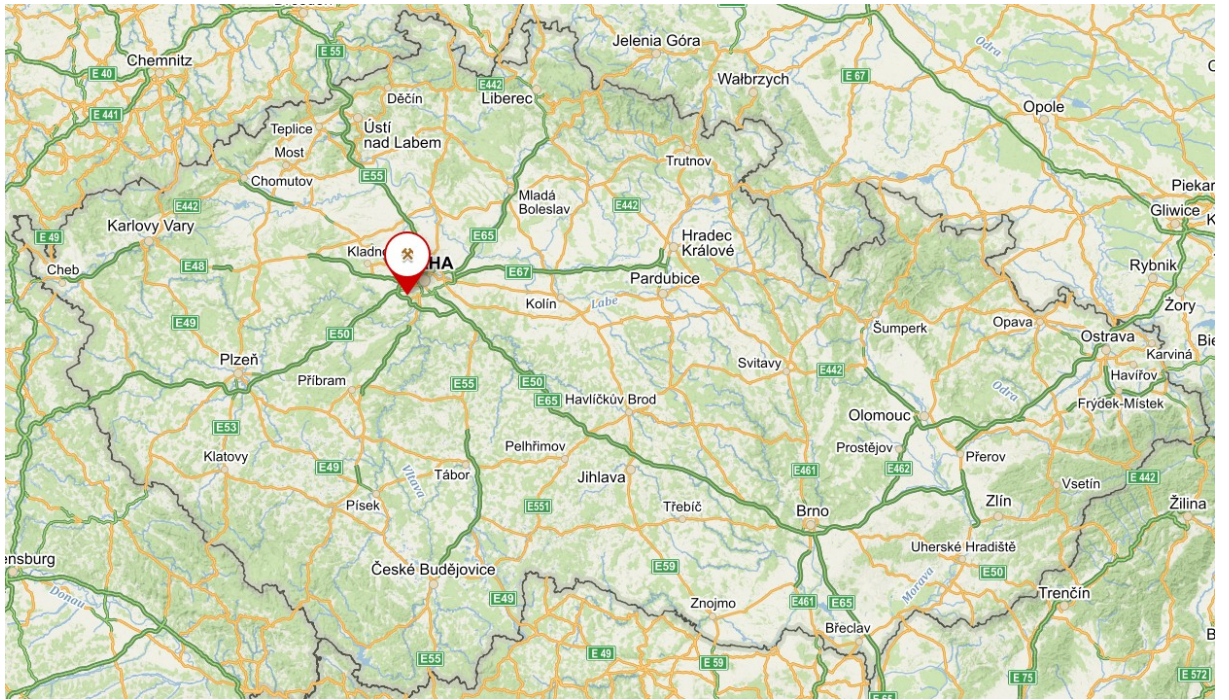 E 55
Jelenia Góra
Odra
Chemnitz
E 40
E 442
Wałbrzych
E 67
Děčín
Liberec
Opole
E 441
Teplice
Ústí
nad Labem
Most
Trutnov
Chomutov
E55
Piekar
E442
Mladá
Boleslav
E442
Gliwice
Karlovy Vary
E 49
E65
Hradec
Králové
Kladno
HA
Cheb
E48
E67
Pardubice
Rybnik
Kolín
Labe
Żory
E49
E50
Šumperk
Opava
Ostrava
Karviná
Plzeň
Svitavy
E442
Havířov
Příbram
E55
E50
E65
Odra
Havlíčkův Brod
Frýdek-Místek
Olomouc
E53
Pelhřimov
Prostějov
Přerov
Klatovy
E49
Vltava
Tábor
Jihlava
E461
E462
E 442
Vsetín
Písek
E551
Třebíč
Brno
Zlín
Žilina
Uherské Hradiště
ensburg
České Budějovice
E59
E50
Donau
E49
E461
E65
Morava
Trenčín
Znojmo
Břeclav
E55
E 49
E 59
E 75
E 572
E 65